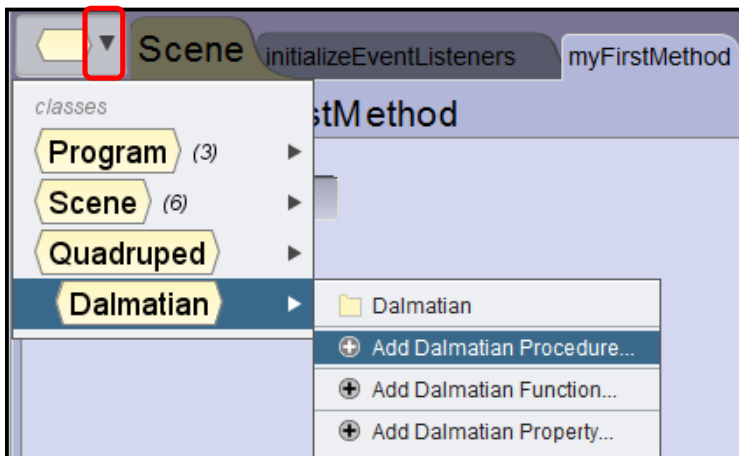 Scene initializeEventListeners myFirstMethod
classes
stMethod
Program (3)
Scene (6)
Quadruped
Dalmatian
Dalmatian
Add Dalmatian Procedure...
Add Dalmatian Function...
Add Dalmatian Property...